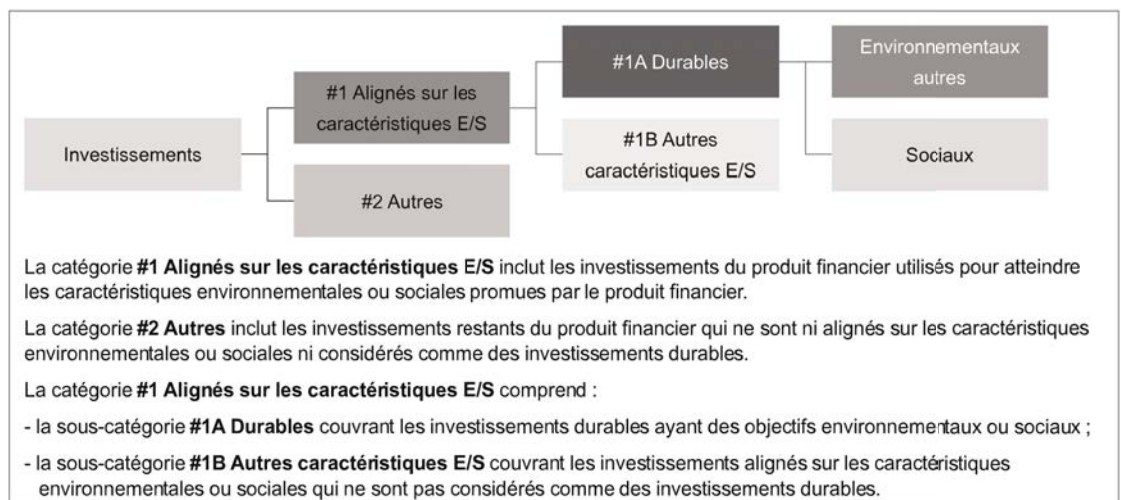 #1A Durables
Environnementaux
autres
#1 Alignés sur les
caractéristiques E/S
Investissements
#1B Autres
caractéristiques E/S
Sociaux
#2 Autres
La catégorie #1 Alignés sur les caractéristiques E/S inclut les investissements du produit financier utilisés pour atteindre
les caractéristiques environnementales ou sociales promues par le produit financier.
La catégorie #2 Autres inclut les investissements restants du produit financier qui ne sont ni alignés sur les caractéristiques
environnementales ou sociales ni considérés comme des investissements durables.
La catégorie #1 Alignés sur les caractéristiques E/S comprend :
- la sous-catégorie #1A Durables couvrant les investissements durables ayant des objectifs environnementaux ou sociaux ;
- la sous-catégorie #1B Autres caractéristiques E/S couvrant les investissements alignés sur les caractéristiques
environnementales ou sociales qui ne sont pas considérés comme des investissements durables.